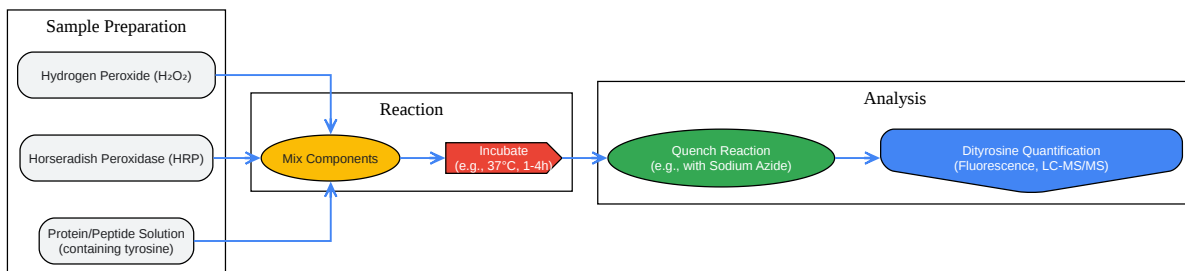 Sample Preparation
Hydrogen Peroxide (H₂O₂)
Horseradish Peroxidase (HRP)
Protein/Peptide Solution
(containing tyrosine)
Reaction
Mix Components
Incubate
(e.g., 37°C, 1-4h)
Analysis
Quench Reaction
(e.g., with Sodium Azide)
Dityrosine Quantification
(Fluorescence, LC-MS/MS)